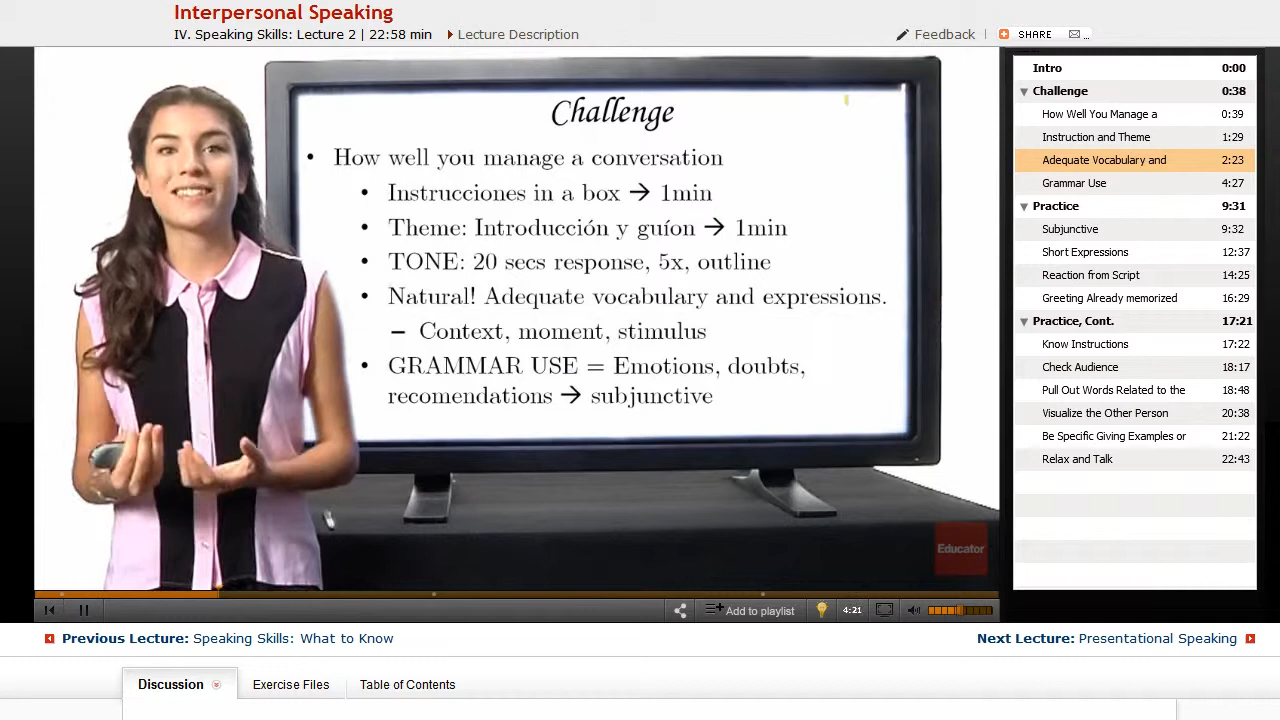 Interpersonal Speaking
IV. Speaking Skills: Lecture 2 | 22:58 min
Lecture Description
Feedback
SHARE
Challenge
• How well you manage a conversation
• Instrucciones in a box → 1min
• Theme: Introducción y guíon → 1min
• TONE: 20 secs response, 5x, outline
• Natural! Adequate vocabulary and expressions.
– Context, moment, stimulus
• GRAMMAR USE = Emotions, doubts,
recomendations → subjunctive
Educator
Add to playlist
4:21
Intro 0:00
Challenge 0:38
How Well You Manage a 0:39
Instruction and Theme 1:29
Adequate Vocabulary and 2:23
Grammar Use 4:27
Practice 9:31
Subjunctive 9:32
Short Expressions 12:37
Reaction from Script 14:25
Greeting Already memorized 16:29
Practice, Cont. 17:21
Know Instructions 17:22
Check Audience 18:17
Pull Out Words Related to the 18:48
Visualize the Other Person 20:38
Be Specific Giving Examples or 21:22
Relax and Talk 22:43
Previous Lecture: Speaking Skills: What to Know
Next Lecture: Presentational Speaking
Discussion
Exercise Files
Table of Contents